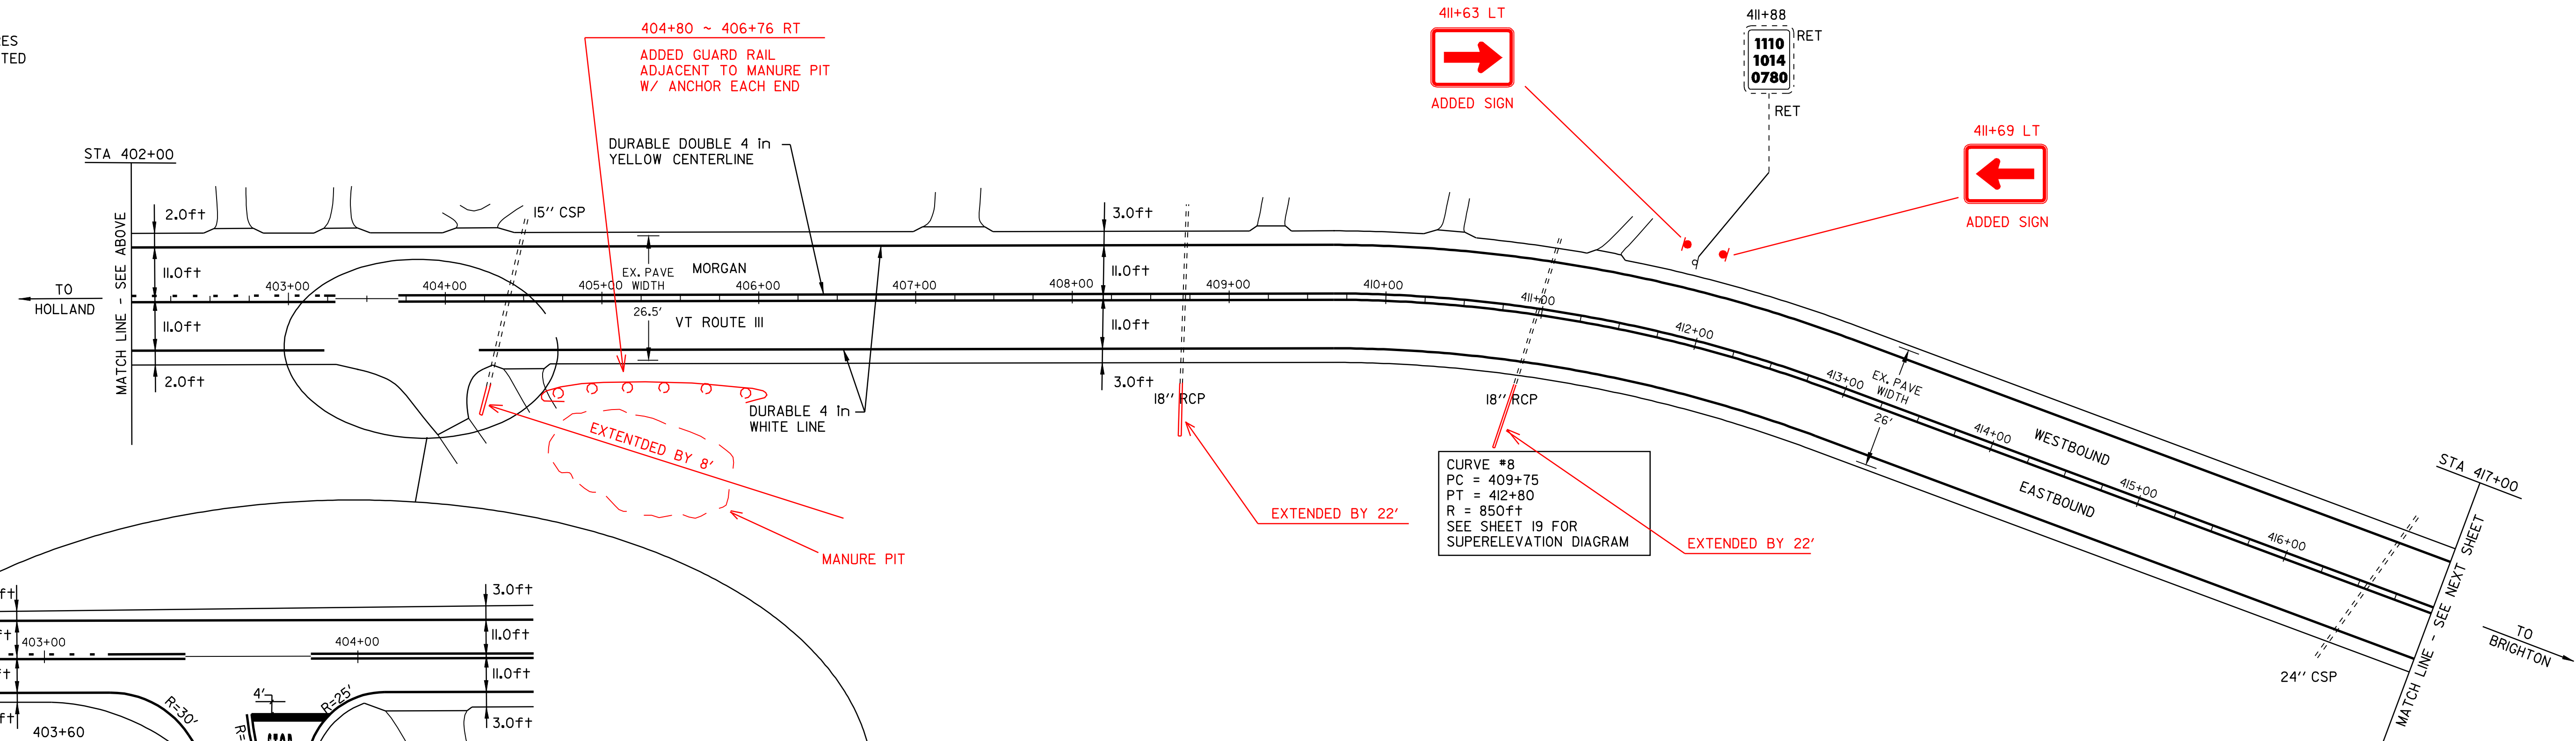 ES
TED
404+80 ~ 406+76 RT
ADDED GUARD RAIL
ADJACENT TO MANURE PIT
W/ ANCHOR EACH END
411+63 LT
ADDED SIGN
411+88
RET
1110
1014
0780
RET
411+69 LT
ADDED SIGN
STA 402+00
MATCH LINE - SEE ABOVE
TO
HOLLAND
2.0ft
11.0ft
11.0ft
2.0ft
DURABLE DOUBLE 4 in
YELLOW CENTERLINE
15" CSP
EX. PAVE
WIDTH
26.5'
MORGAN
VT ROUTE 111
403+00
404+00
405+00
406+00
407+00
408+00
409+00
410+00
411+00
412+00
413+00
414+00
415+00
416+00
3.0ft
11.0ft
11.0ft
3.0ft
DURABLE 4 in
WHITE LINE
EXTENTDED BY 8'
MANURE PIT
18" RCP
EXTENDED BY 22'
18" RCP
EXTENDED BY 22'
CURVE #8
PC = 409+75
PT = 412+80
R = 850ft
SEE SHEET 19 FOR
SUPERELEVATION DIAGRAM
EX. PAVE
WIDTH
26'
WESTBOUND
EASTBOUND
STA 417+00
MATCH LINE - SEE NEXT SHEET
TO
BRIGHTON
24" CSP
ft
ft
ft
ft
403+00
404+00
3.0ft
11.0ft
11.0ft
3.0ft
R=30'
4'
R=25'
R=
STOP
403+60